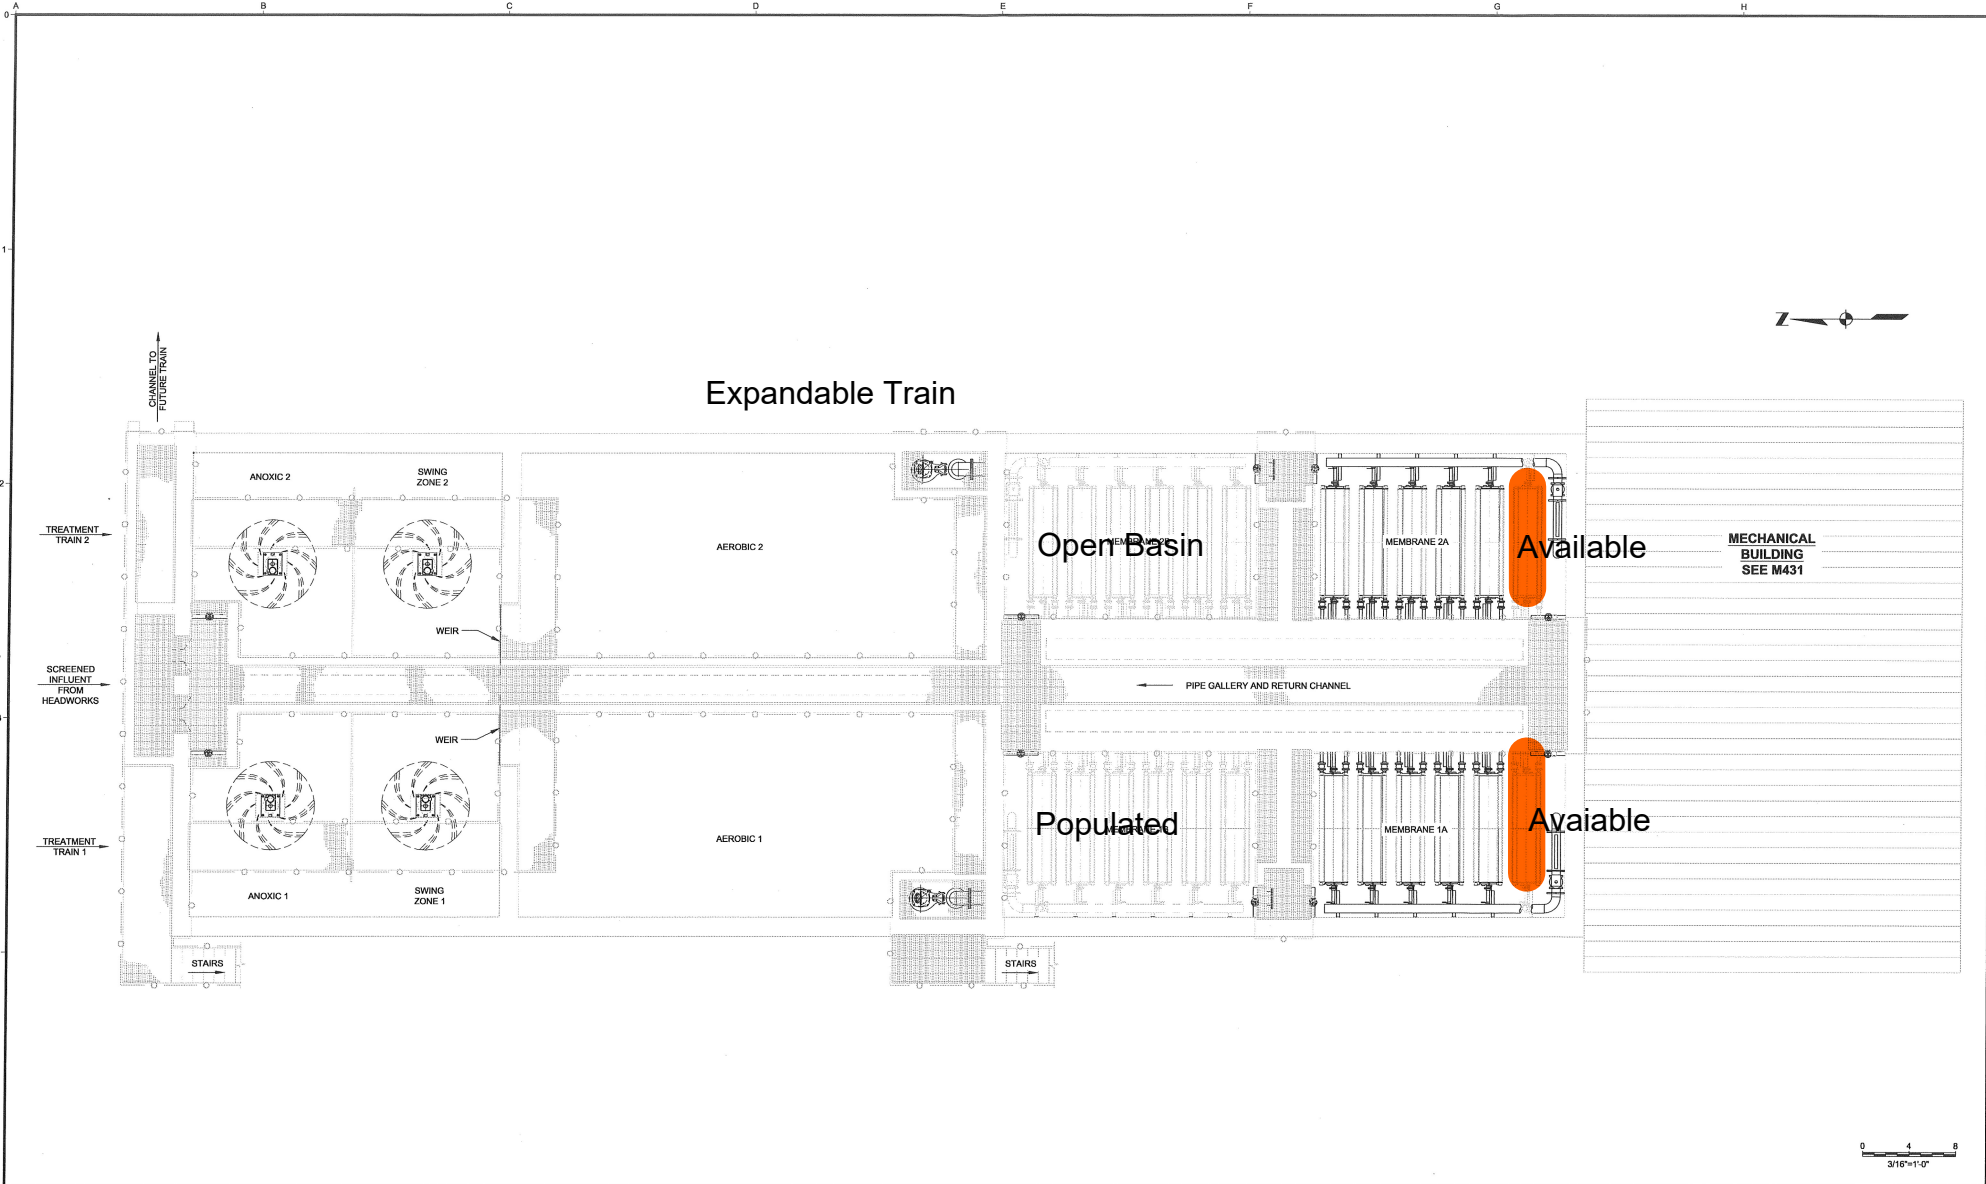 A B C D E F G H
0
1
2
Z
CHANNEL TO
FUTURE TRAIN
Expandable Train
ANOXIC 2
SWING
ZONE 2
TREATMENT
TRAIN 2
AEROBIC 2
Open Basin
MEMBRANE 2A
Available
MECHANICAL
BUILDING
SEE M431
WEIR
SCREENED
INFLUENT
FROM
HEADWORKS
PIPE GALLERY AND RETURN CHANNEL
WEIR
TREATMENT
TRAIN 1
AEROBIC 1
Populated
MEMBRANE 1A
Avaiable
ANOXIC 1
SWING
ZONE 1
STAIRS
STAIRS
0 4 8
3/16"=1'-0"